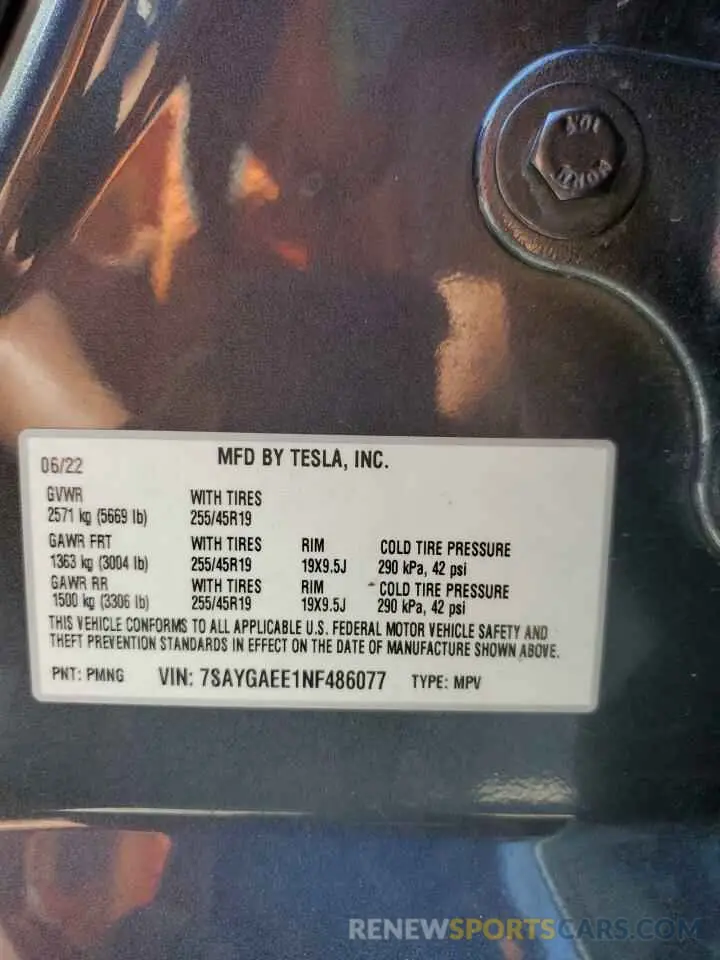 10.9
NORU
06/22
MFD BY TESLA, INC.
GVWR
2571 kg (5669 lb)
WITH TIRES
255/45R19
GAWR FRT
1363 kg (3004 lb)
WITH TIRES
255/45R19
RIM
19X9.5J
COLD TIRE PRESSURE
290 kPa, 42 psi
GAWR RR
1500 kg (3306 lb)
WITH TIRES
255/45R19
RIM
19X9.5J
COLD TIRE PRESSURE
290 kPa, 42 psi
THIS VEHICLE CONFORMS TO ALL APPLICABLE U.S. FEDERAL MOTOR VEHICLE SAFETY AND
THEFT PREVENTION STANDARDS IN EFFECT ON THE DATE OF MANUFACTURE SHOWN ABOVE.
PNT: PMNG VIN: 7SAYGAEE1NF486077 TYPE: MPV
RENEWSPORTSCARS.COM